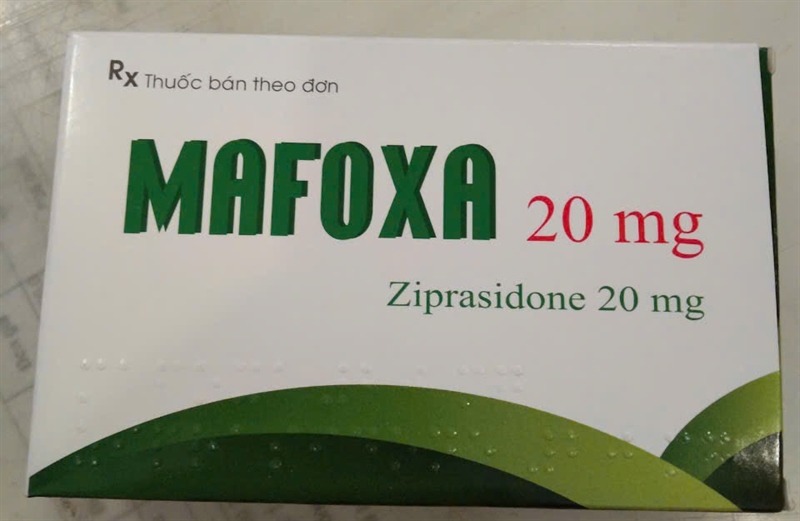 Rx Thuốc bán theo đơn
MAFOXA 20 mg
Ziprasidone 20 mg